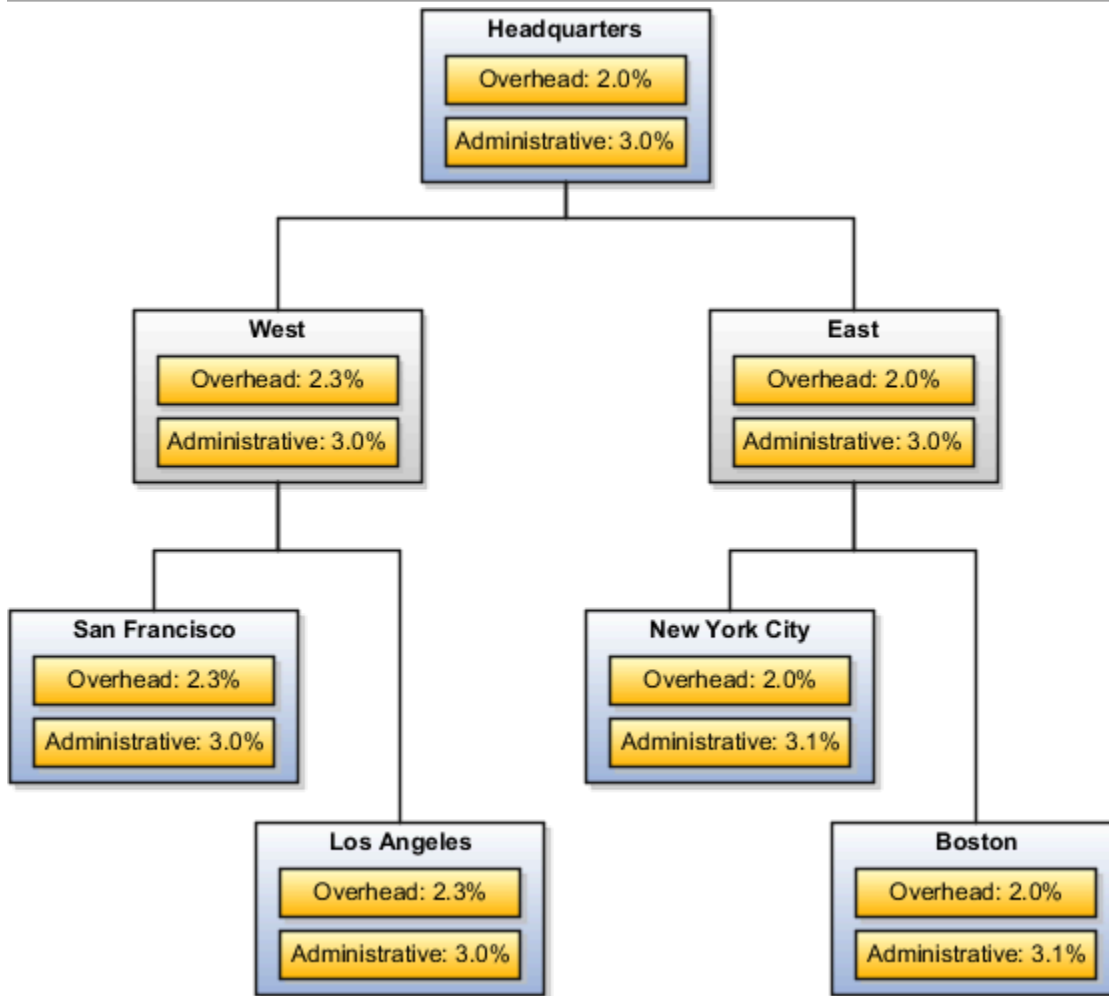 Headquarters
Overhead: 2.0%
Administrative: 3.0%
West
Overhead: 2.3%
Administrative: 3.0%
East
Overhead: 2.0%
Administrative: 3.0%
San Francisco
Overhead: 2.3%
Administrative: 3.0%
New York City
Overhead: 2.0%
Administrative: 3.1%
Los Angeles
Overhead: 2.3%
Administrative: 3.0%
Boston
Overhead: 2.0%
Administrative: 3.1%